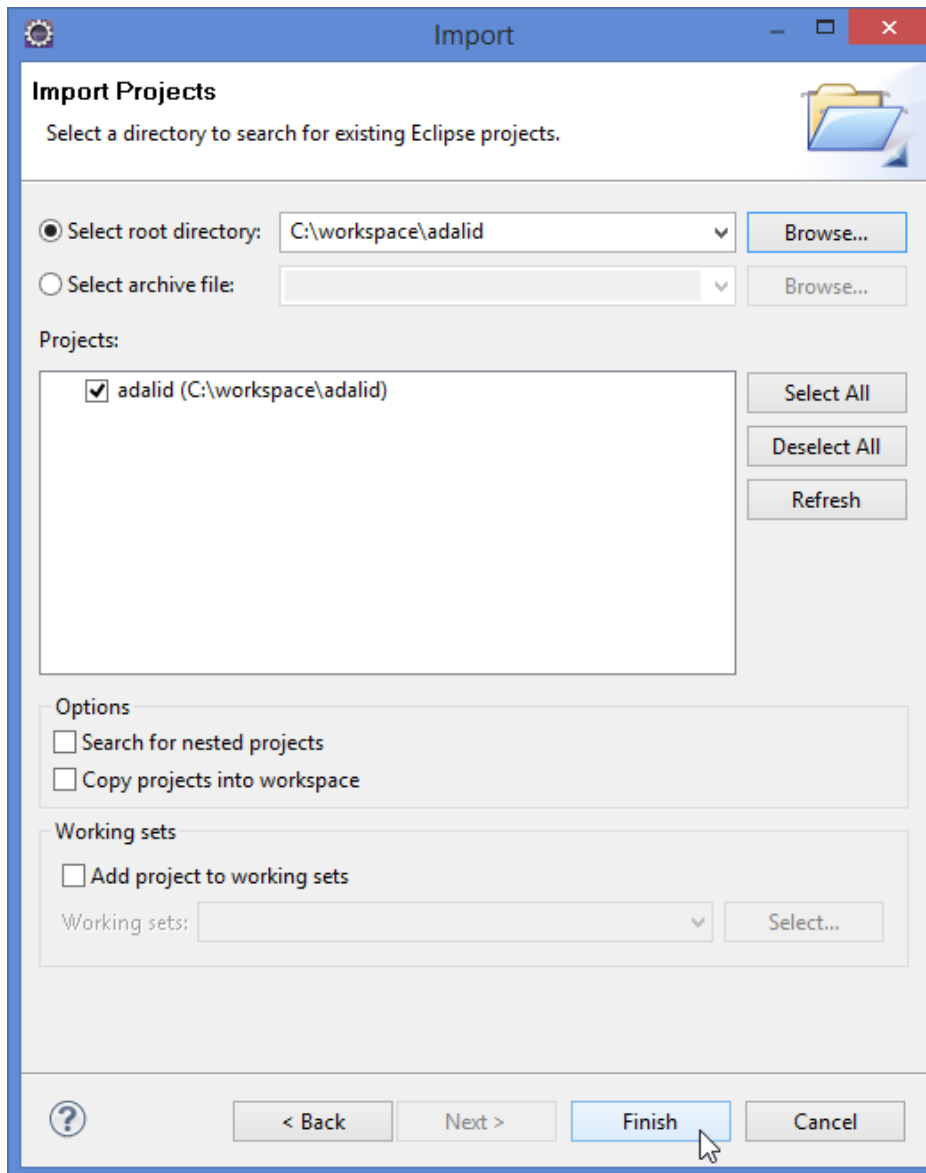 Import
Import Projects
Select a directory to search for existing Eclipse projects.
Select root directory: C:\workspace\adalid Browse...
Select archive file: Browse...
Projects:
adalid (C:\workspace\adalid)
Select All
Deselect All
Refresh
Options
Search for nested projects
Copy projects into workspace
Working sets
Add project to working sets
Working sets: Select...
? < Back Next > Finish Cancel